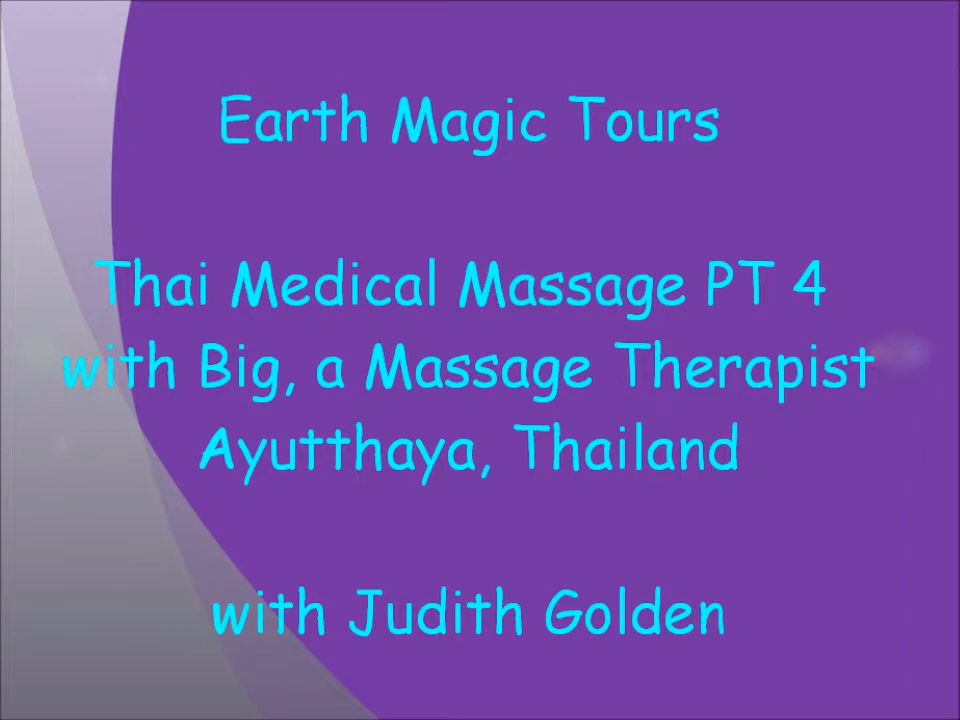 Earth Magic Tours
Thai Medical Massage PT 4
with Big, a Massage Therapist
Ayutthaya, Thailand
with Judith Golden